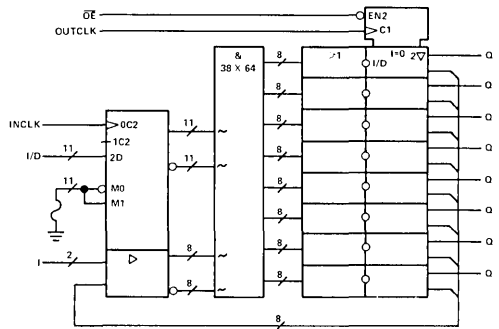 OE
EN2
OUTCLK
C1
&
38 X 64
8
≥1
I=0
2▽
I/D
Q
8
Q
8
Q
8
Q
8
Q
8
Q
8
Q
8
Q
INCLK
0C2
1C2
I/D
11
2D
11
M0
M1
11
~
11
~
I
2
▷
8
~
8
~
8